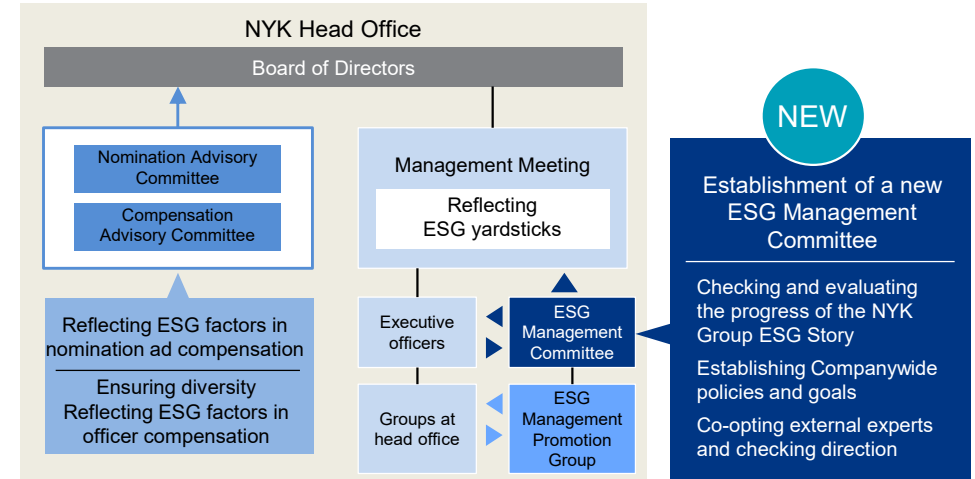 NYK Head Office
Board of Directors
Nomination Advisory
Committee
Compensation
Advisory Committee
Reflecting ESG factors in
nomination ad compensation
Ensuring diversity
Reflecting ESG factors in
officer compensation
Management Meeting
Reflecting
ESG yardsticks
Executive
officers
ESG
Management
Committee
Groups at
head office
ESG
Management
Promotion
Group
NEW
Establishment of a new
ESG Management
Committee
Checking and evaluating
the progress of the NYK
Group ESG Story
Establishing Companywide
policies and goals
Co-opting external experts
and checking direction